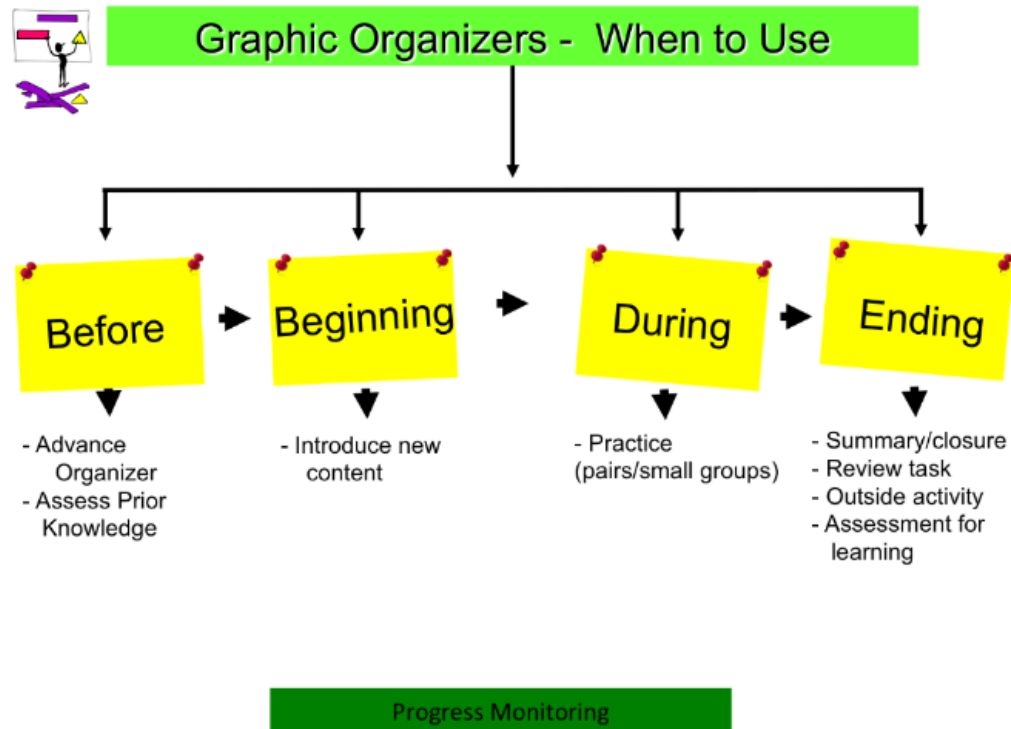 Graphic Organizers - When to Use
Before
Beginning
During
Ending
- Advance
Organizer
- Assess Prior
Knowledge
- Introduce new
content
- Practice
(pairs/small groups)
- Summary/closure
- Review task
- Outside activity
- Assessment for
learning
Progress Monitoring